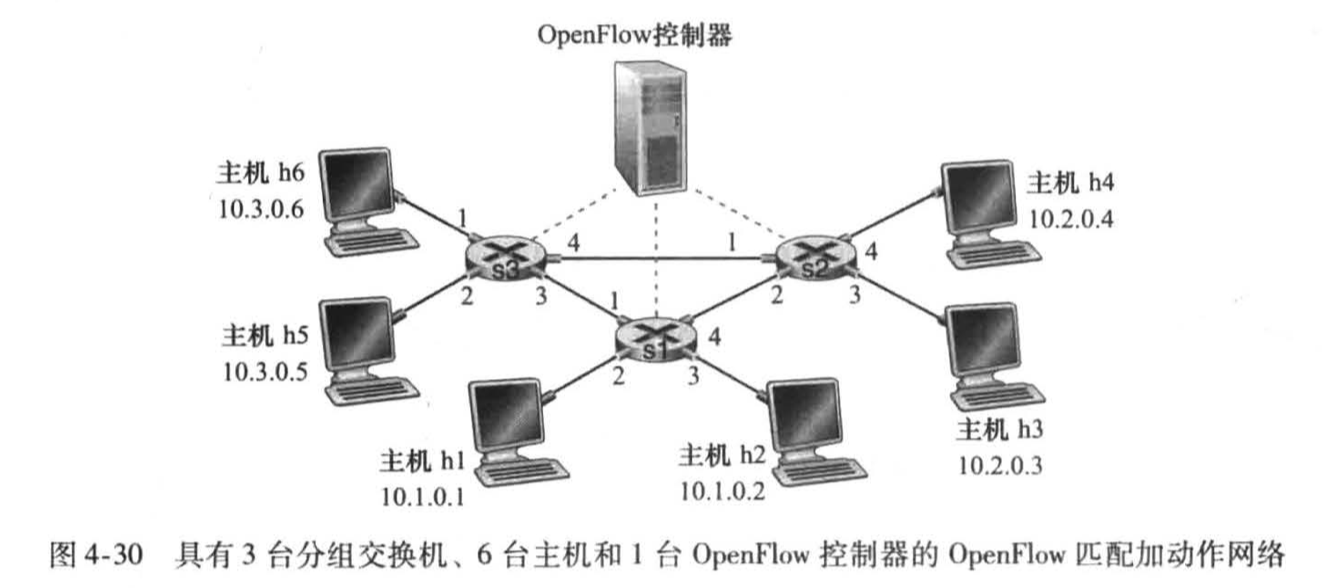 OpenFlow控制器
主机 h6
10.3.0.6
1
s3
4
2
3
主机 h5
10.3.0.5
1
s2
4
2
3
主机 h4
10.2.0.4
主机 h3
10.2.0.3
1
s1
4
2
3
主机 h1
10.1.0.1
主机 h2
10.1.0.2
图 4-30 具有 3 台分组交换机、6 台主机和 1 台 OpenFlow 控制器的 OpenFlow 匹配加动作网络